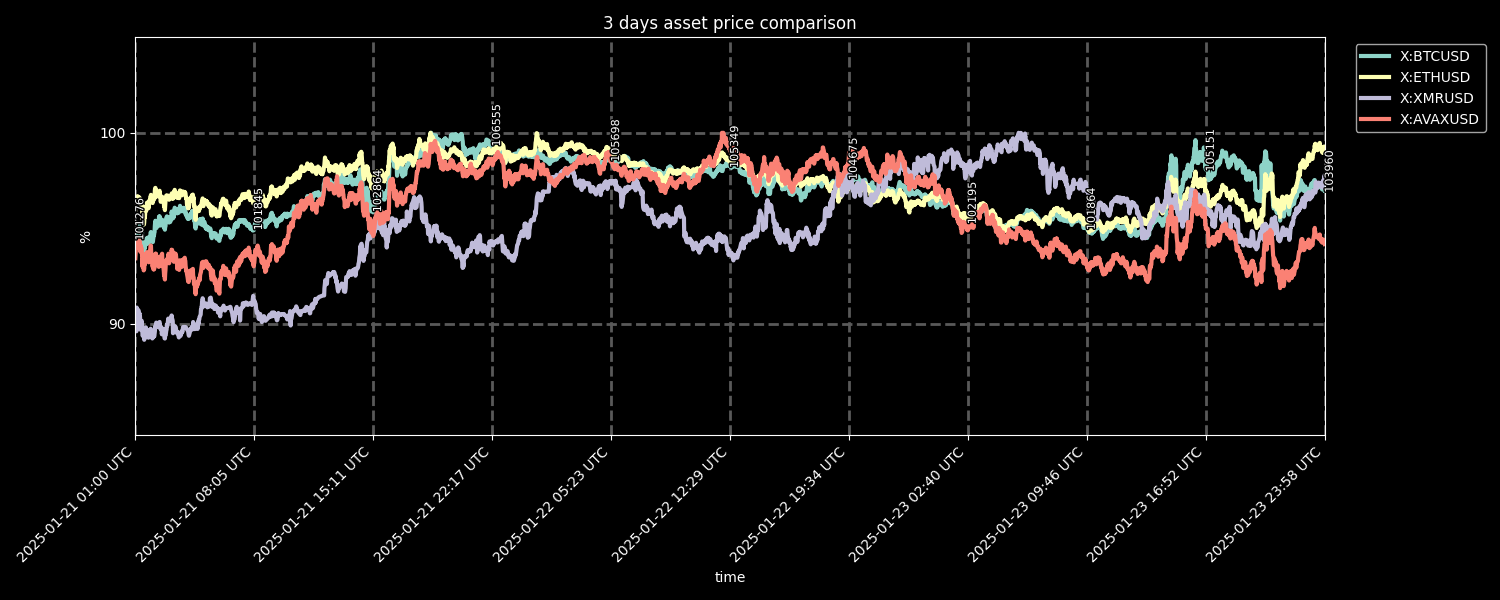 3 days asset price comparison
X:BTCUSD
X:ETHUSD
X:XMRUSD
X:AVAXUSD
100
90
%
101845
102864
106555
105698
105349
104675
102195
101864
105151
103960
2025-01-21 01:00 UTC
2025-01-21 08:05 UTC
2025-01-21 15:11 UTC
2025-01-21 22:17 UTC
2025-01-22 05:23 UTC
2025-01-22 12:29 UTC
2025-01-22 19:34 UTC
2025-01-23 02:40 UTC
2025-01-23 09:46 UTC
2025-01-23 16:52 UTC
2025-01-23 23:58 UTC
time